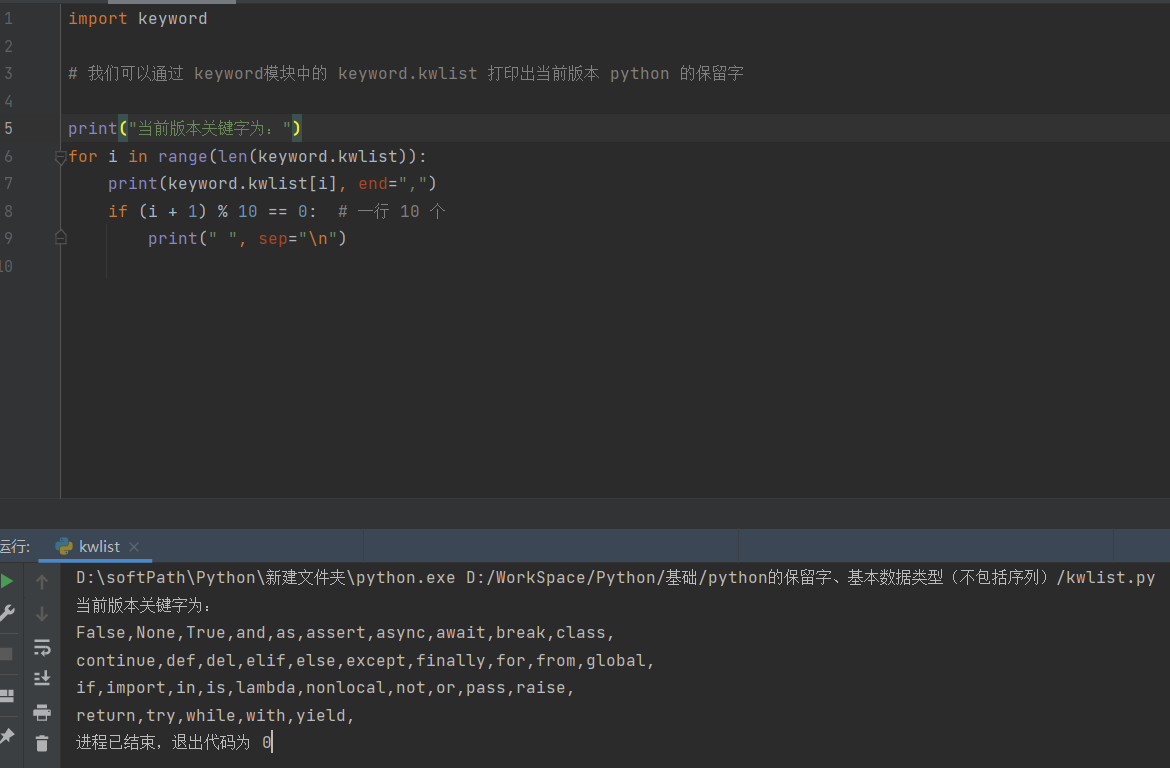 1 import keyword
2
3 # 我们可以通过 keyword模块中的 keyword.kwlist 打印出当前版本 python 的保留字
4
5 print("当前版本关键字为：")
6 for i in range(len(keyword.kwlist)):
7 print(keyword.kwlist[i], end=",")
8 if (i + 1) % 10 == 0:  # 一行 10 个
9 print(" ", sep="\n")
10
运行: kwlist
D:\softPath\Python\新建文件夹\python.exe D:/WorkSpace/Python/基础/python的保留字、基本数据类型（不包括序列）/kwlist.py
当前版本关键字为：
False,None,True,and,as,assert,async,await,break,class,
continue,def,del,elif,else,except,finally,for,from,global,
if,import,in,is,lambda,nonlocal,not,or,pass,raise,
return,try,while,with,yield,
进程已结束，退出代码为 0